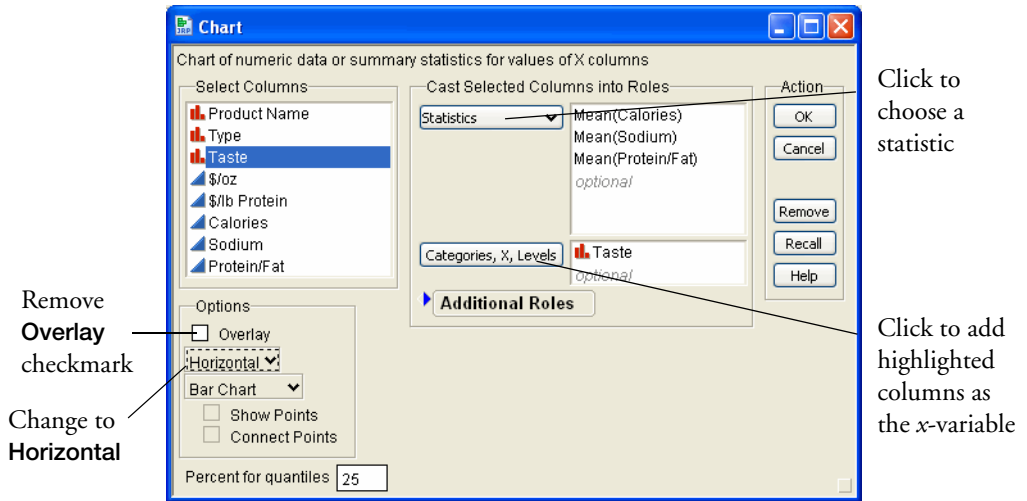 Chart
Chart of numeric data or summary statistics for values of X columns
Select Columns
Product Name
Type
Taste
$/oz
$/lb Protein
Calories
Sodium
Protein/Fat
Cast Selected Columns into Roles
Statistics
Mean(Calories)
Mean(Sodium)
Mean(Protein/Fat)
optional
Categories, X, Levels
Taste
optional
Additional Roles
Action
OK
Cancel
Remove
Recall
Help
Options
Overlay
Horizontal
Bar Chart
Show Points
Connect Points
Percent for quantiles 25
Remove
Overlay
checkmark
Change to
Horizontal
Click to
choose a
statistic
Click to add
highlighted
columns as
the x-variable